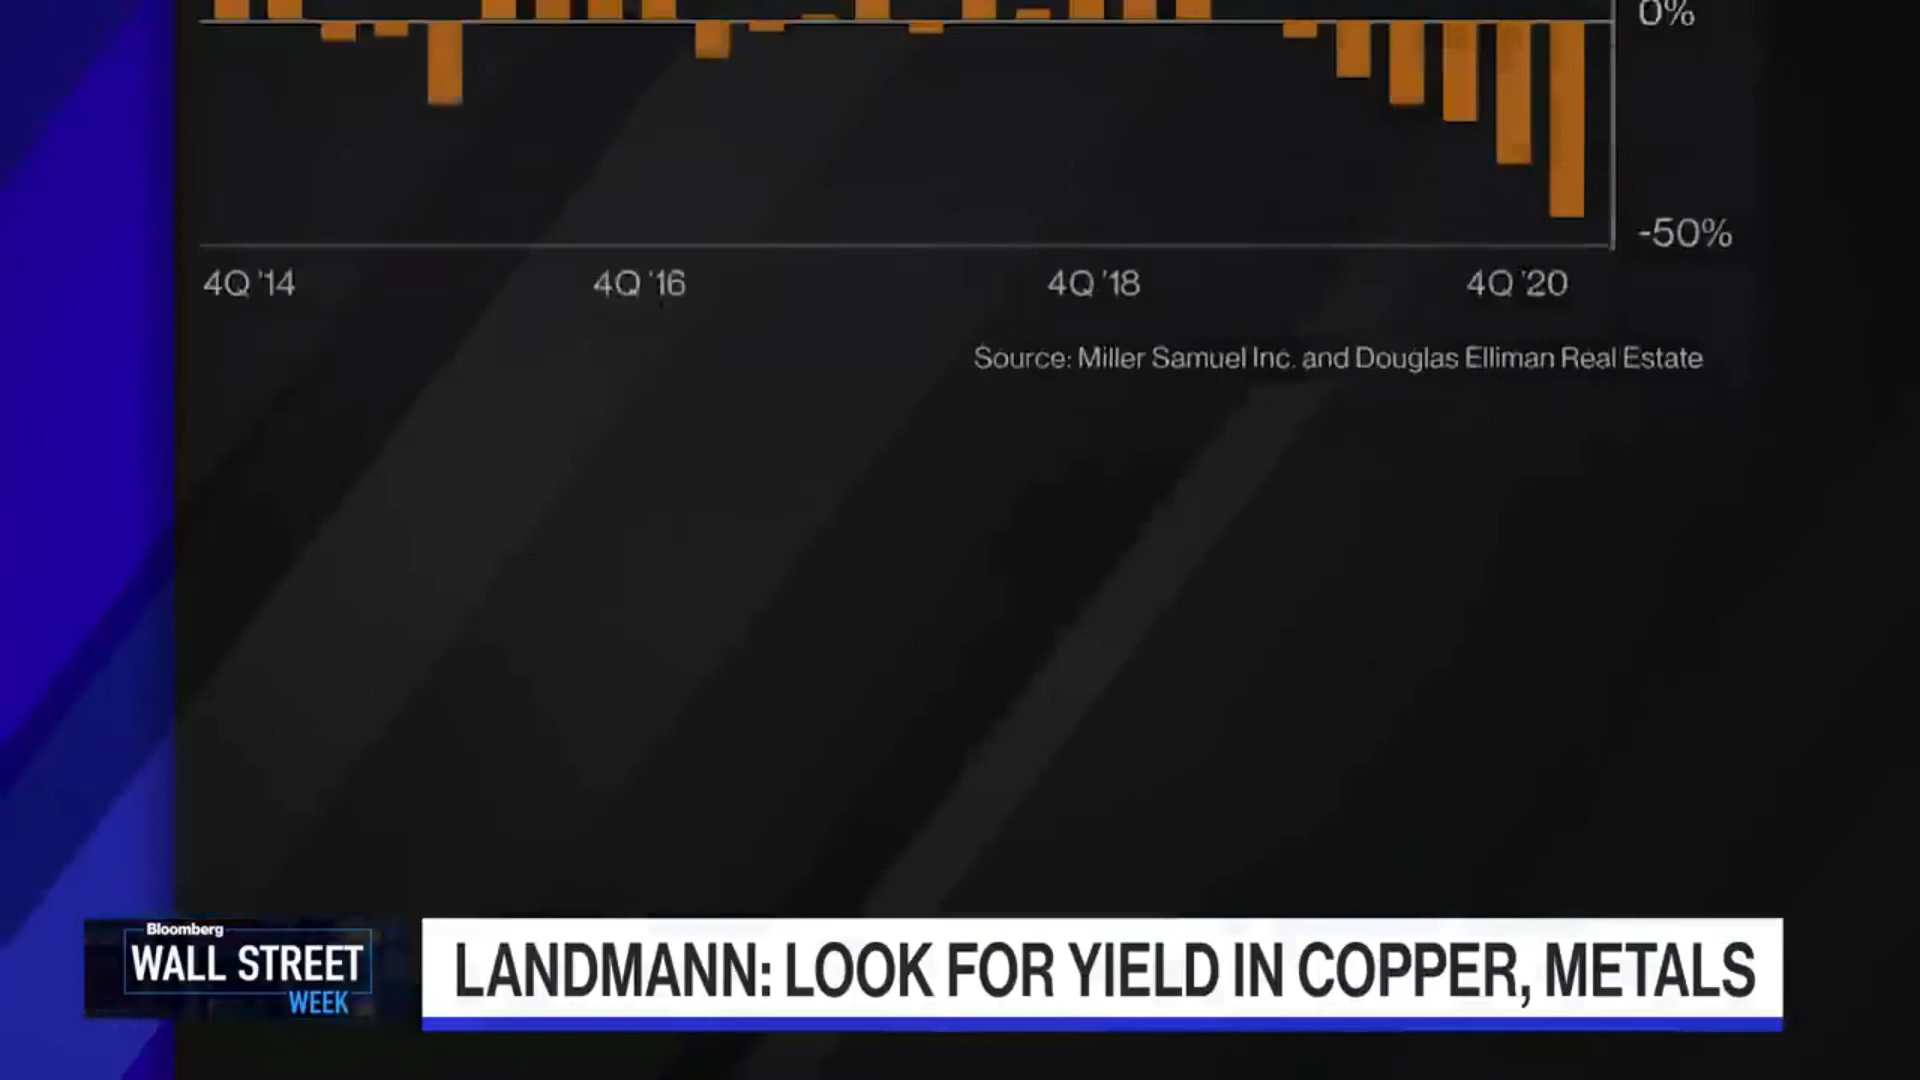 0%
-50%
4Q '14 4Q '16 4Q '18 4Q '20
Source: Miller Samuel Inc. and Douglas Elliman Real Estate
Bloomberg
WALL STREET
WEEK
LANDMANN: LOOK FOR YIELD IN COPPER, METALS